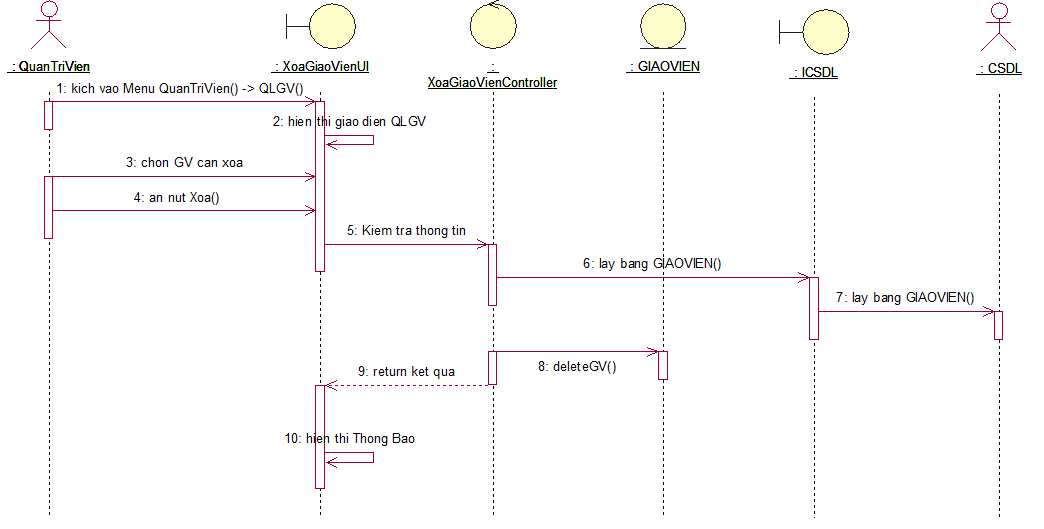 : QuanTriVien
: XoaGiaoVienUI
:
XoaGiaoVienController
: GIAOVIEN
: ICSDL
: CSDL
1: kich vao Menu QuanTriVien() -> QLGV()
2: hien thi giao dien QLGV
3: chon GV can xoa
4: an nut Xoa()
5: Kiem tra thong tin
6: lay bang GIAOVIEN()
7: lay bang GIAOVIEN()
8: deleteGV()
9: return ket qua
10: hien thi Thong Bao